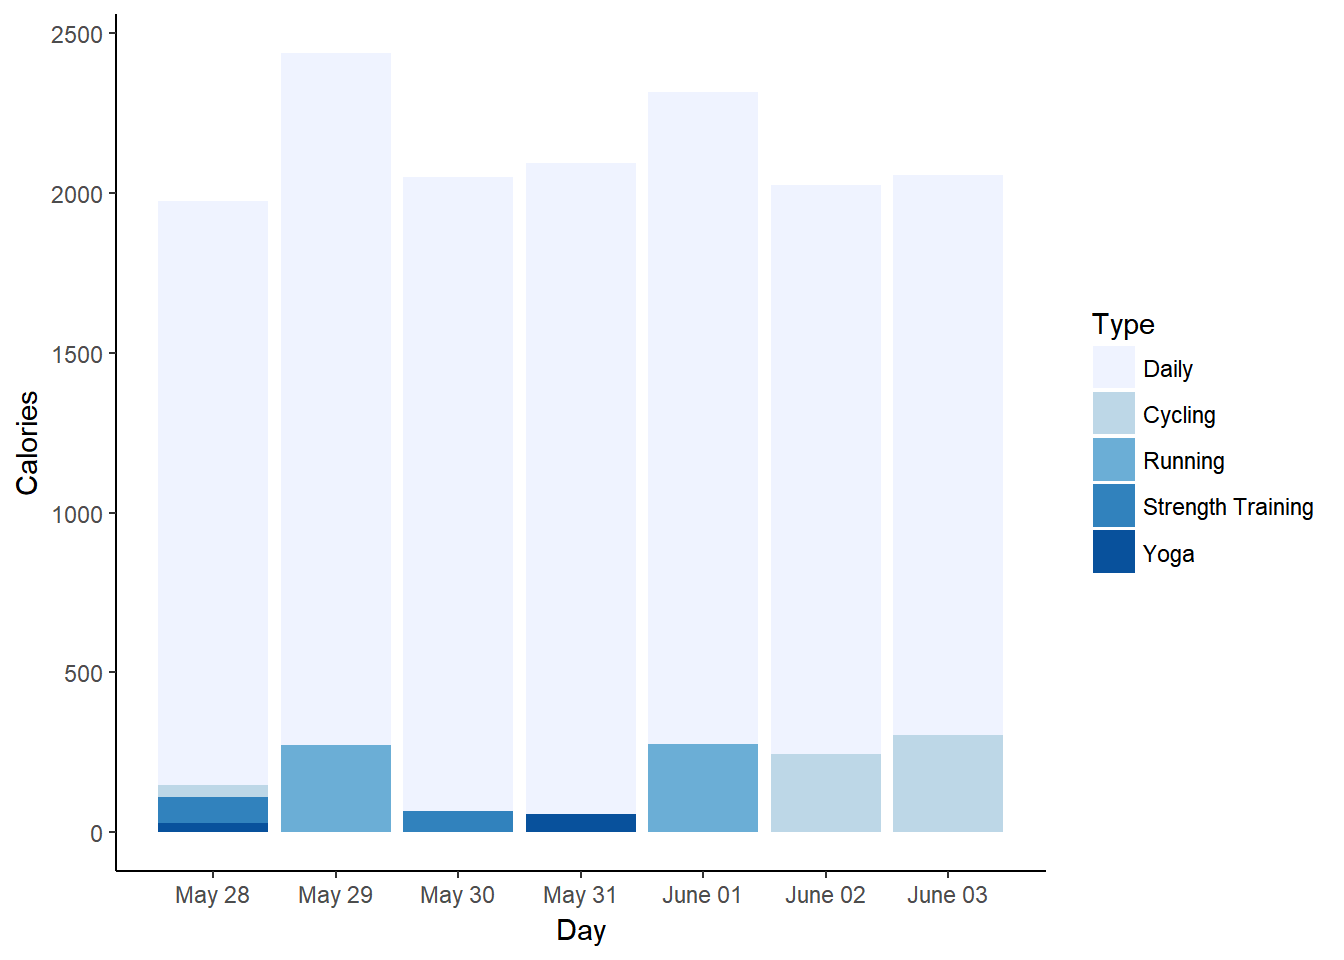 2500
2000
1500
1000
500
0
Calories
May 28
May 29
May 30
May 31
June 01
June 02
June 03
Day
Type
Daily
Cycling
Running
Strength Training
Yoga